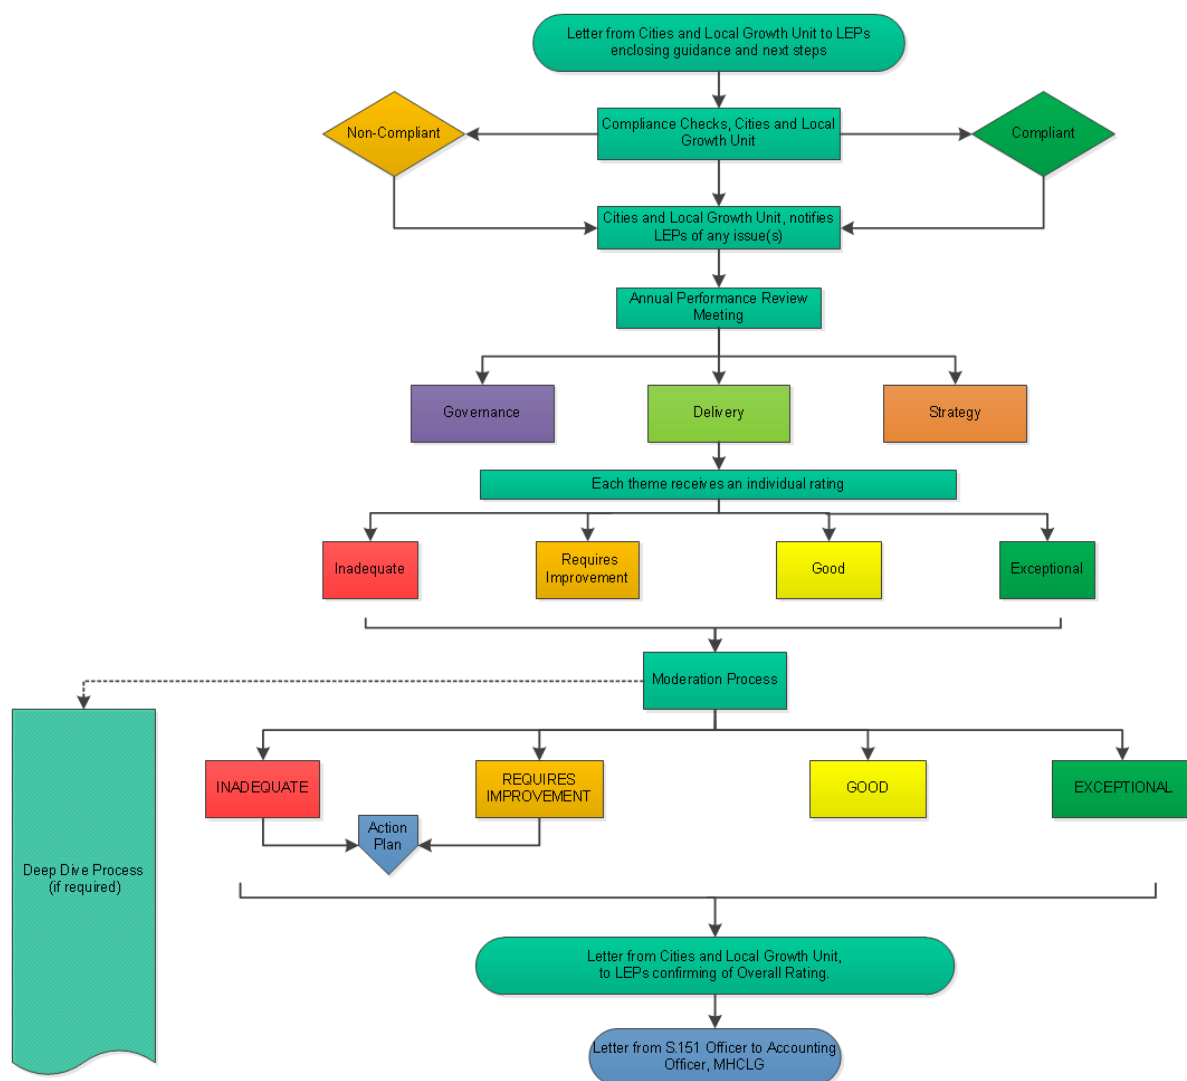 Letter from Cities and Local Growth Unit to LEPs
enclosing guidance and next steps
Non-Compliant
Compliance Checks, Cities and Local
Growth Unit
Compliant
Cities and Local Growth Unit, notifies
LEPs of any issue(s)
Annual Performance Review
Meeting
Governance
Delivery
Strategy
Each theme receives an individual rating
Inadequate
Requires
Improvement
Good
Exceptional
Moderation Process
INADEQUATE
REQUIRES
IMPROVEMENT
GOOD
EXCEPTIONAL
Action
Plan
Deep Dive Process
(if required)
Letter from Cities and Local Growth Unit,
to LEPs confirming of Overall Rating.
Letter from S.151 Officer to Accounting
Officer, MHCLG